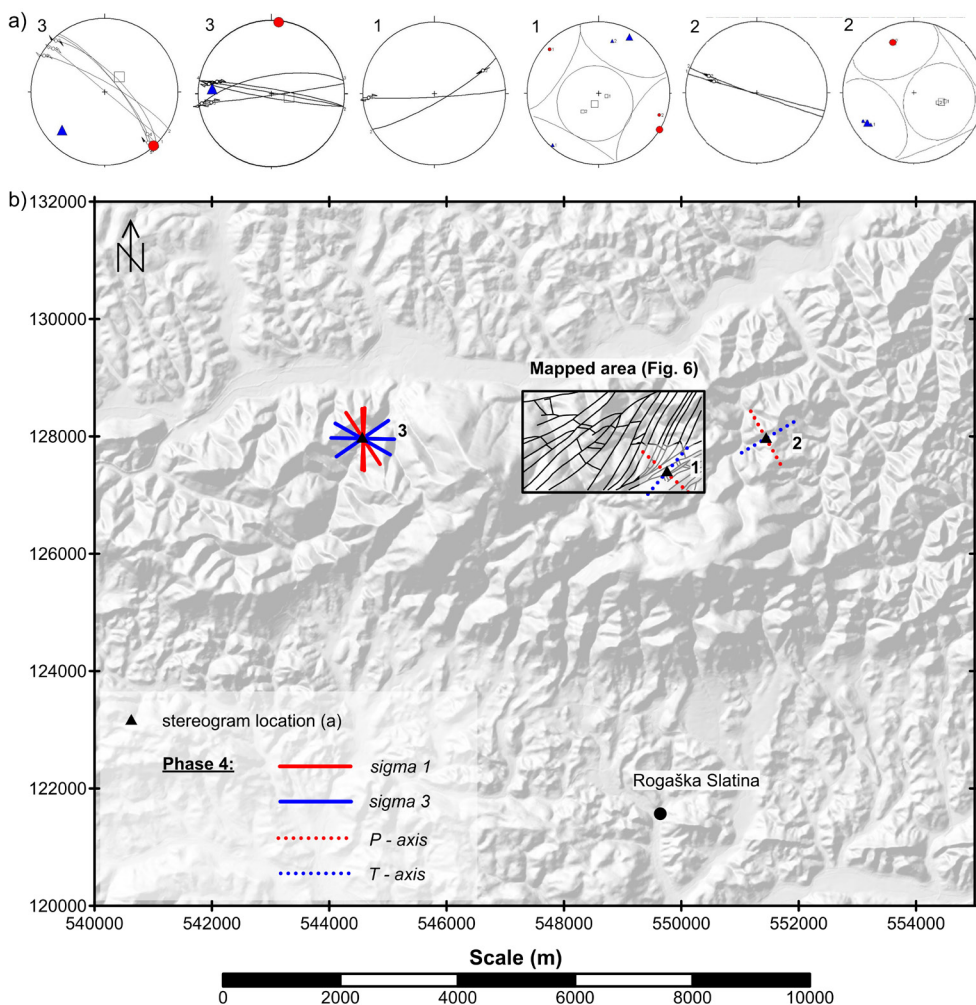 a)
3
3
1
1
2
2
b)
132000
130000
128000
126000
124000
122000
120000
N
Mapped area (Fig. 6)
3
1
2
stereogram location (a)
Phase 4:
sigma 1
sigma 3
P - axis
T - axis
Rogaška Slatina
540000 542000 544000 546000 548000 550000 552000 554000
Scale (m)
0 2000 4000 6000 8000 10000